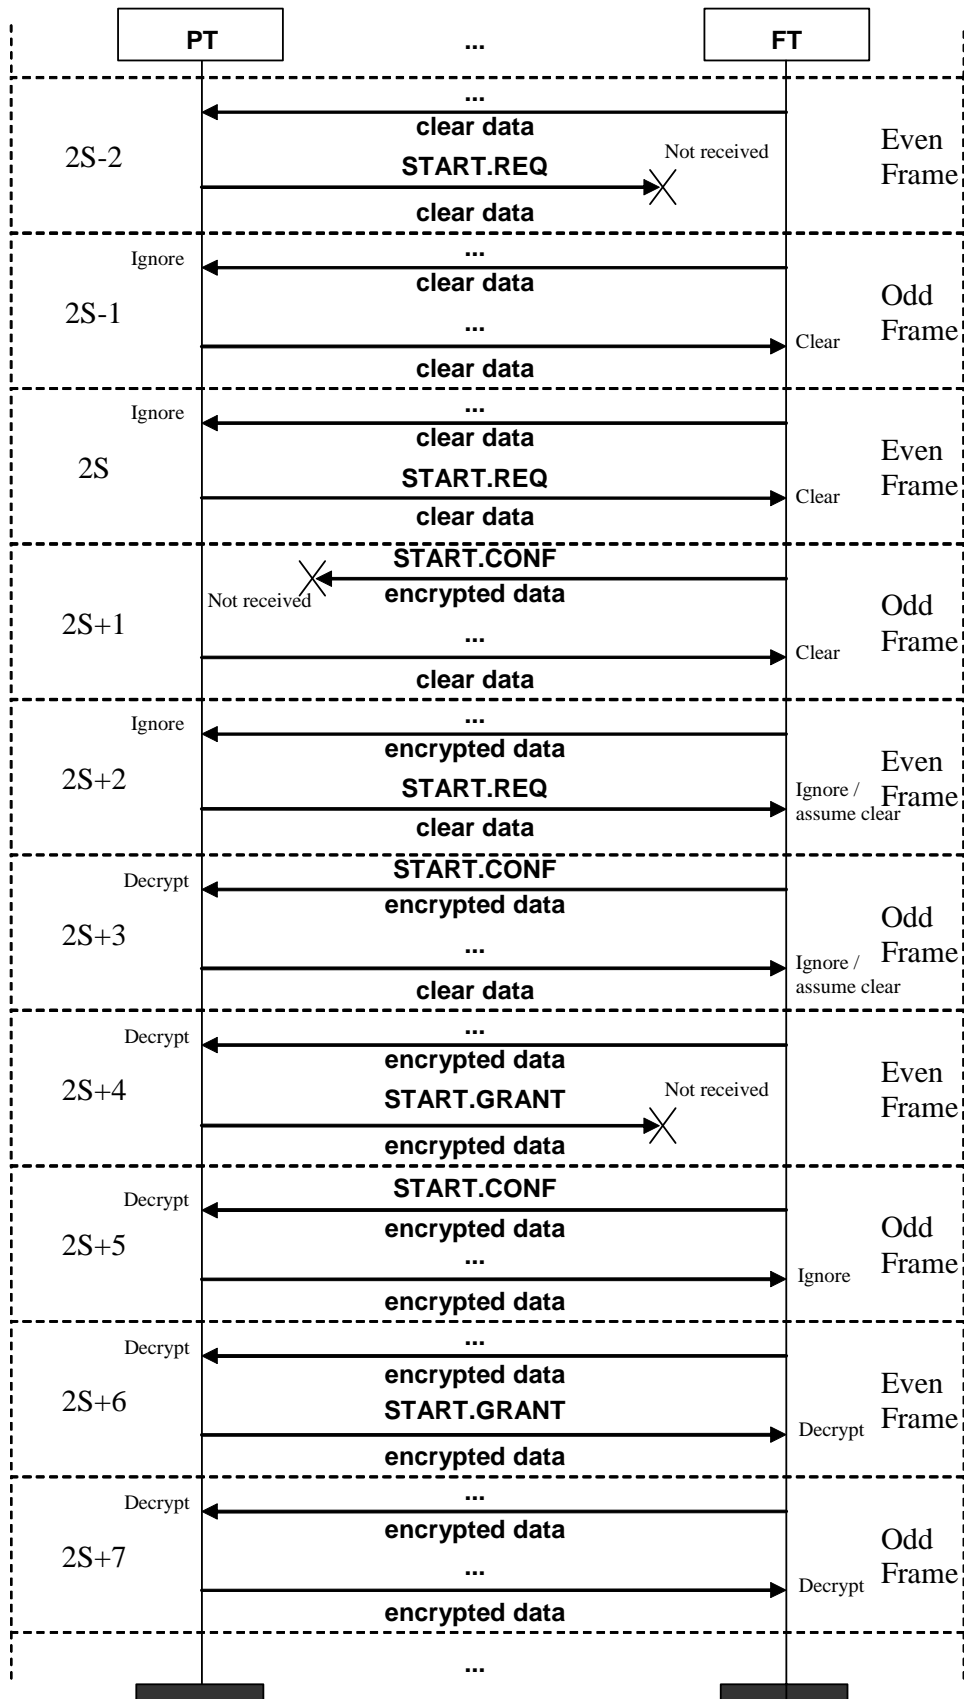 PT ... FT
...
clear data
2S-2
START.REQ
Not received
Even
Frame
clear data
Ignore
...
clear data
2S-1
Odd
Frame
...
Clear
clear data
Ignore
...
clear data
2S
START.REQ
Even
Frame
Clear
clear data
START.CONF
Not received
encrypted data
2S+1
Odd
Frame
...
Clear
clear data
Ignore
...
encrypted data
2S+2
START.REQ
Even
Frame
Ignore /
assume clear
clear data
START.CONF
Decrypt
encrypted data
2S+3
Odd
Frame
...
Ignore /
assume clear
clear data
Decrypt
...
encrypted data
2S+4
START.GRANT
Not received
Even
Frame
encrypted data
START.CONF
Decrypt
encrypted data
2S+5
Odd
Frame
...
Ignore
encrypted data
Decrypt
...
encrypted data
2S+6
START.GRANT
Even
Frame
Decrypt
encrypted data
Decrypt
...
encrypted data
2S+7
Odd
Frame
...
Decrypt
encrypted data
...